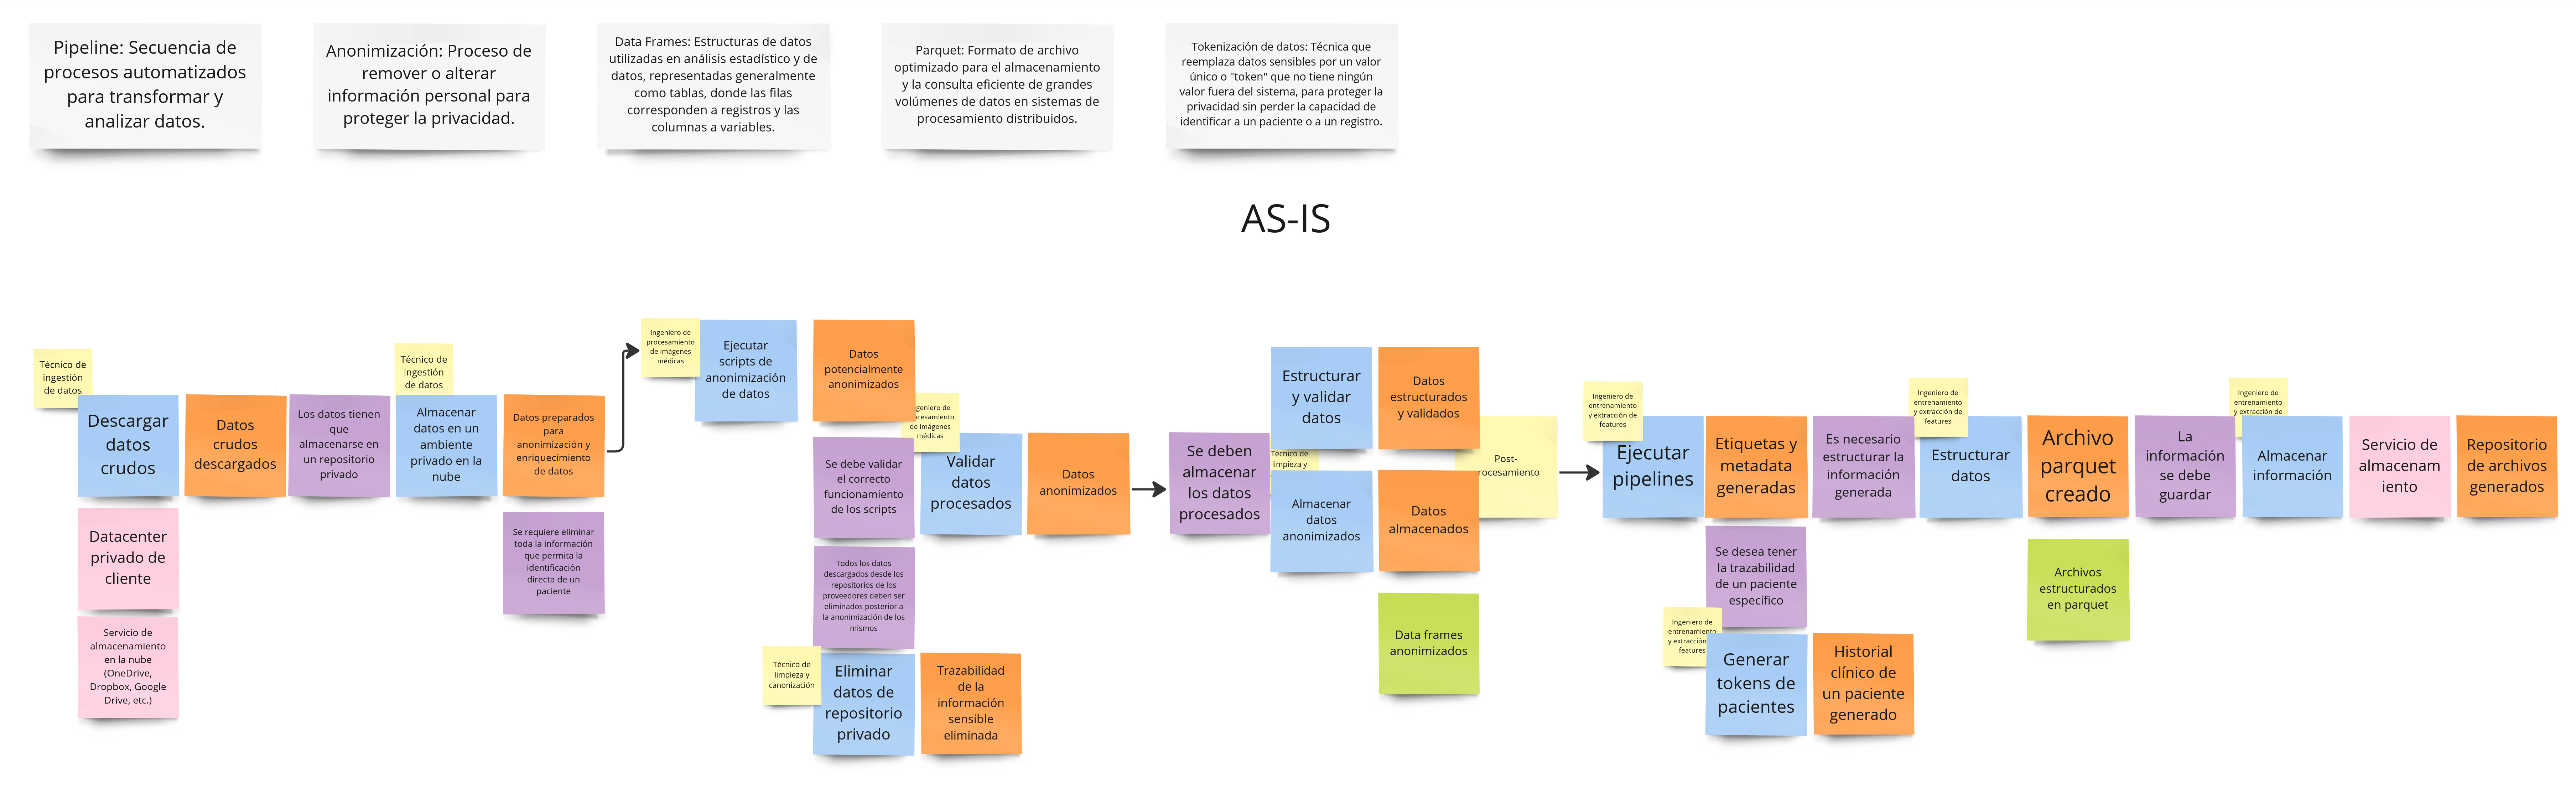 Pipeline: Secuencia de
procesos automatizados
para transformar y
analizar datos.
Anonimización: Proceso de
remover o alterar
información personal para
proteger la privacidad.
Data Frames: Estructuras de datos
utilizadas en análisis estadístico y de
datos, representadas generalmente
como tablas, donde las filas
corresponden a registros y las
columnas a variables.
Parquet: Formato de archivo
optimizado para el almacenamiento
y la consulta eficiente de grandes
volúmenes de datos en sistemas de
procesamiento distribuidos.
Tokenización de datos: Técnica que
reemplaza datos sensibles por un valor
único o "token" que no tiene ningún
valor fuera del sistema, para proteger la
privacidad sin perder la capacidad de
identificar a un paciente o a un registro.
AS-IS
Técnico de
ingestión
de datos
Descargar
datos
crudos
Datacenter
privado de
cliente
Servicio de
almacenamiento
en la nube
(OneDrive,
Dropbox, Google
Drive, etc.)
Datos
crudos
descargados
Los datos tienen
que
almacenarse en
un repositorio
privado
Técnico de
ingestión
de datos
Almacenar
datos en un
ambiente
privado en la
nube
Datos preparados
para
anonimización y
enriquecimiento
de datos
Se requiere eliminar
toda la información
que permita la
identificación
directa de un
paciente
Ingeniero de
procesamiento
de imágenes
médicas
Ejecutar
scripts de
anonimización
de datos
Datos
potencialmente
anonimizados
Se debe validar
el correcto
funcionamiento
de los scripts
de imágenes
médicas
Validar
datos
procesados
Datos
anonimizados
Todos los datos
descargados desde los
repositorios de los
proveedores deben ser
eliminados posterior a
la anonimización de los
mismos
Técnico de
limpieza y
canonización
Eliminar
datos de
repositorio
privado
Trazabilidad
de la
información
sensible
eliminada
Se deben
almacenar
los datos
procesados
Técnico de
limpieza y
Estructurar
y validar
datos
Datos
estructurados
y validados
Almacenar
datos
anonimizados
Datos
almacenados
Data frames
anonimizados
Post-
Ingeniero de
entrenamiento
y extracción de
features
Ejecutar
pipelines
Etiquetas y
metadata
generadas
Se desea tener
la trazabilidad
de un paciente
específico
Ingeniero de
entrenamiento
y extracción
features
Generar
tokens de
pacientes
Historial
clínico de
un paciente
generado
Es necesario
estructurar la
información
generada
Ingeniero de
entrenamiento
y extracción de
features
Estructurar
datos
Archivo
parquet
creado
Archivos
estructurados
en parquet
La
información
se debe
guardar
Ingeniero de
entrenamiento
y extracción de
Almacenar
información
Servicio de
almacenam
iento
Repositorio
de archivos
generados